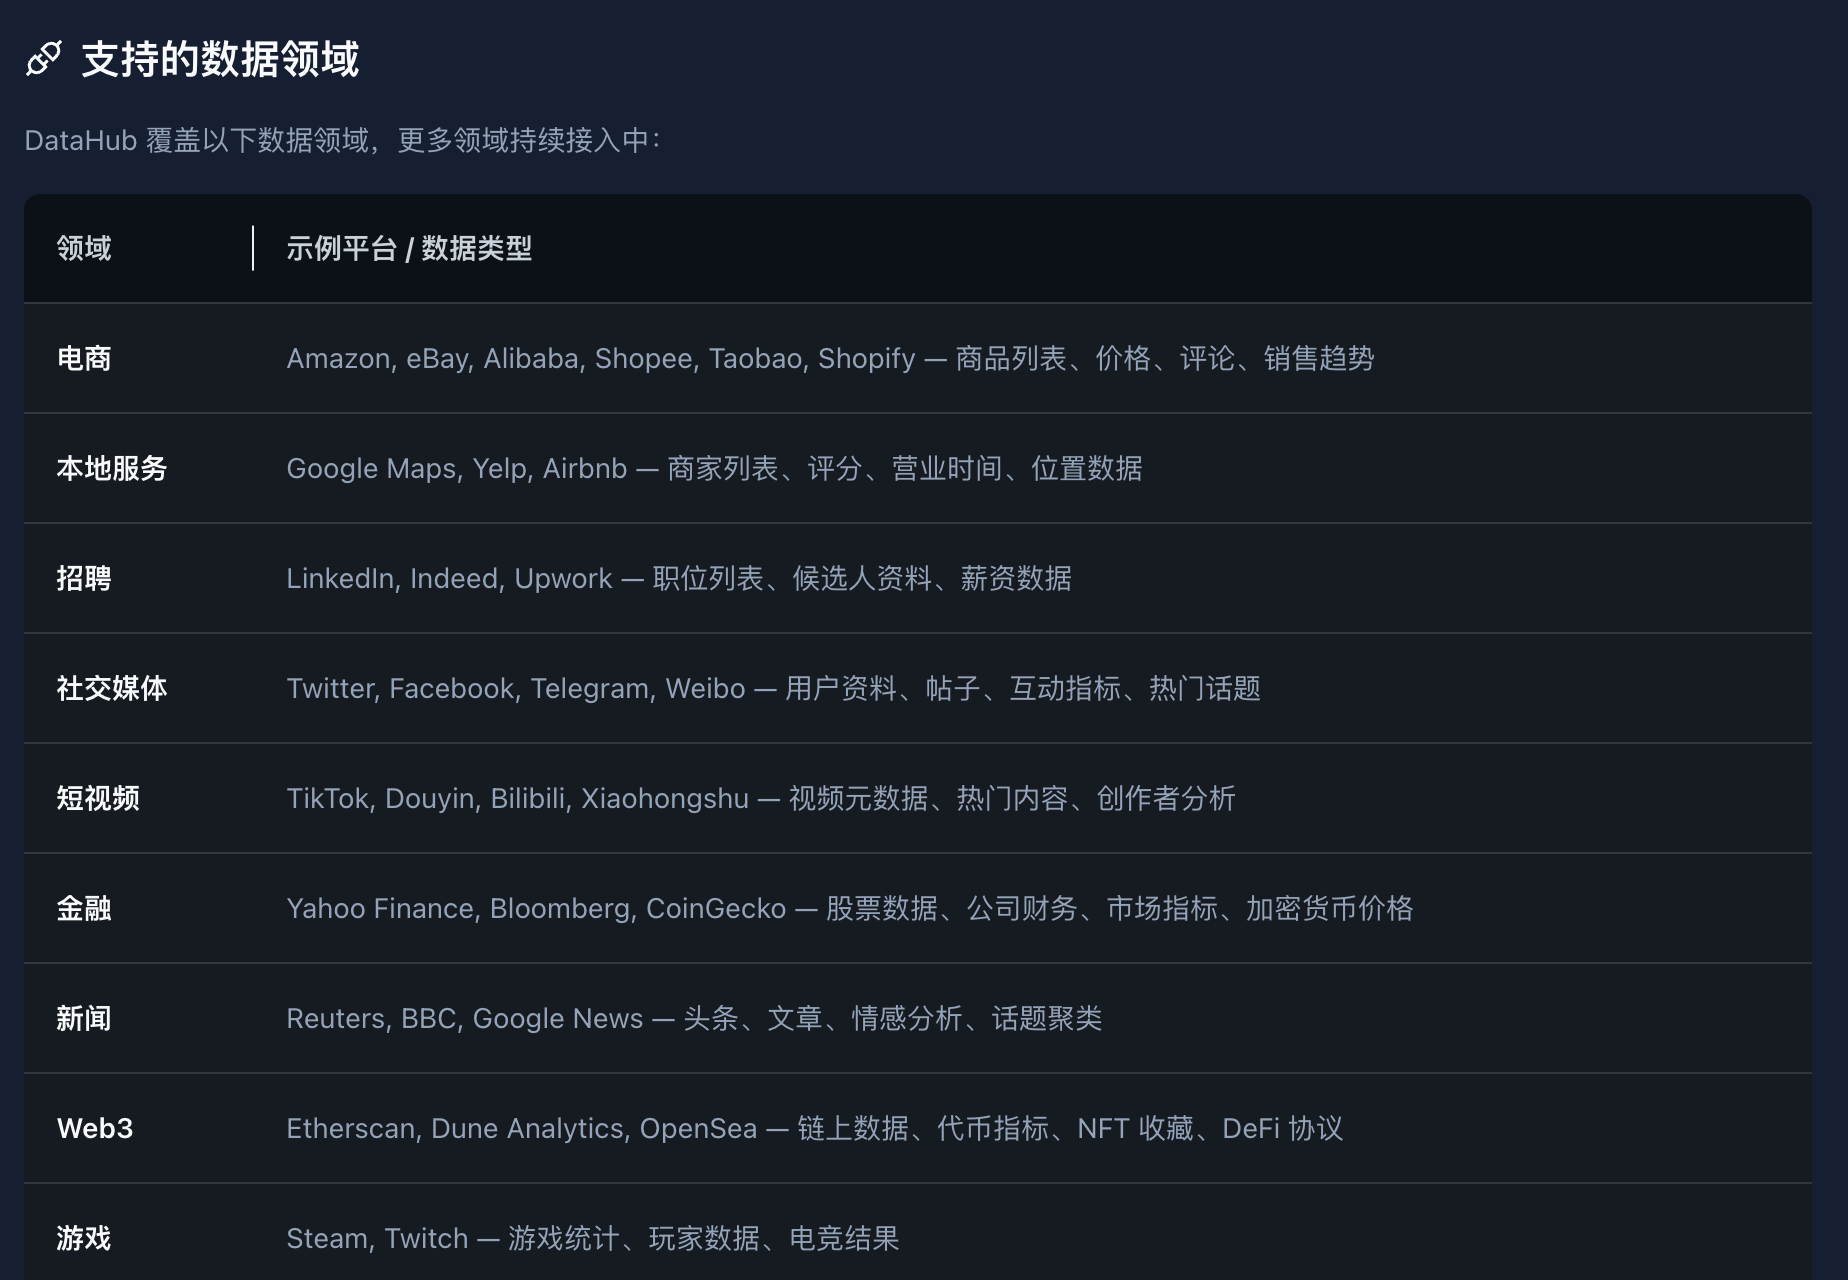 支持的数据领域
DataHub 覆盖以下数据领域，更多领域持续接入中：
领域 示例平台 / 数据类型
电商 Amazon, eBay, Alibaba, Shopee, Taobao, Shopify — 商品列表、价格、评论、销售趋势
本地服务 Google Maps, Yelp, Airbnb — 商家列表、评分、营业时间、位置数据
招聘 LinkedIn, Indeed, Upwork — 职位列表、候选人资料、薪资数据
社交媒体 Twitter, Facebook, Telegram, Weibo — 用户资料、帖子、互动指标、热门话题
短视频 TikTok, Douyin, Bilibili, Xiaohongshu — 视频元数据、热门内容、创作者分析
金融 Yahoo Finance, Bloomberg, CoinGecko — 股票数据、公司财务、市场指标、加密货币价格
新闻 Reuters, BBC, Google News — 头条、文章、情感分析、话题聚类
Web3 Etherscan, Dune Analytics, OpenSea — 链上数据、代币指标、NFT 收藏、DeFi 协议
游戏 Steam, Twitch — 游戏统计、玩家数据、电竞结果